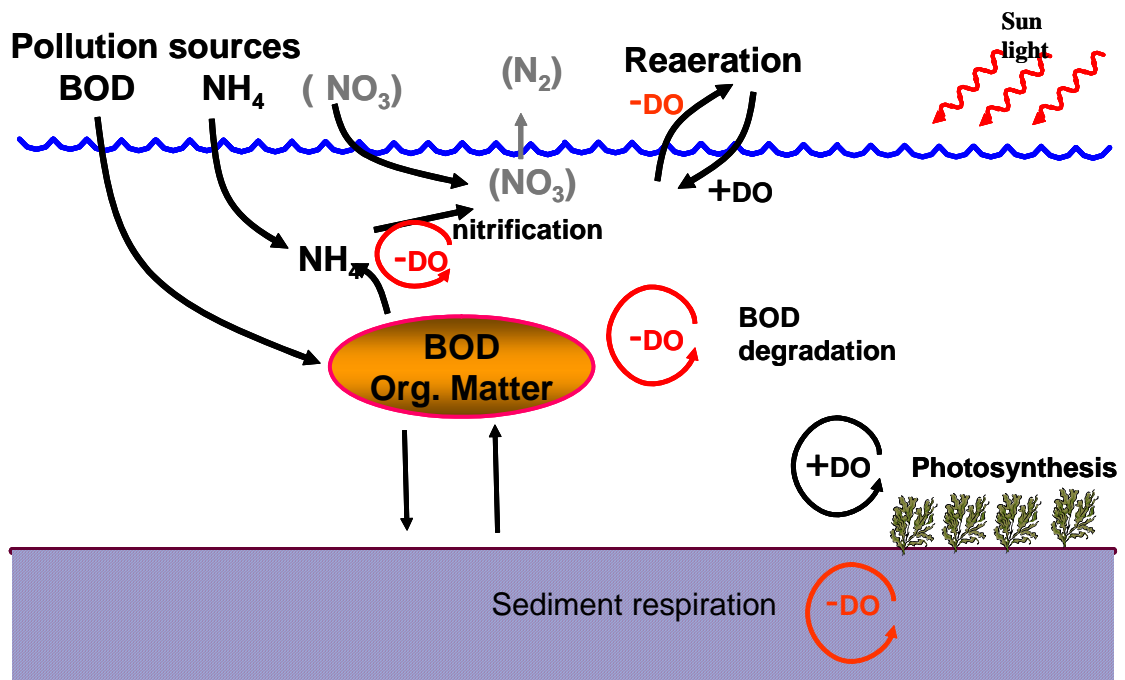 Pollution sources
BOD NH₄ ( NO₃)
(N₂)
Reaeration
-DO
Sun
light
(NO₃)
+DO
nitrification
NH₄
-DO
BOD
Org. Matter
-DO
BOD
degradation
+DO
Photosynthesis
Sediment respiration
-DO